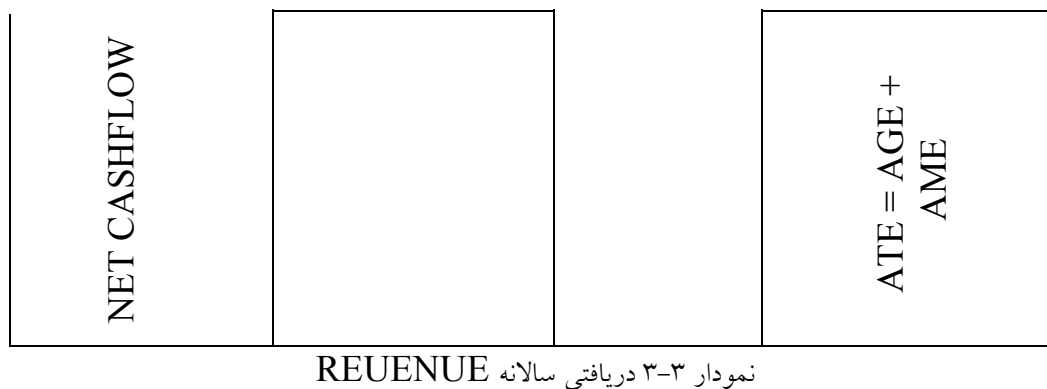 NET CASHFLOW
ATE = AGE +
AME
نمودار ۳-۳ دریافتی سالانه REUENUE